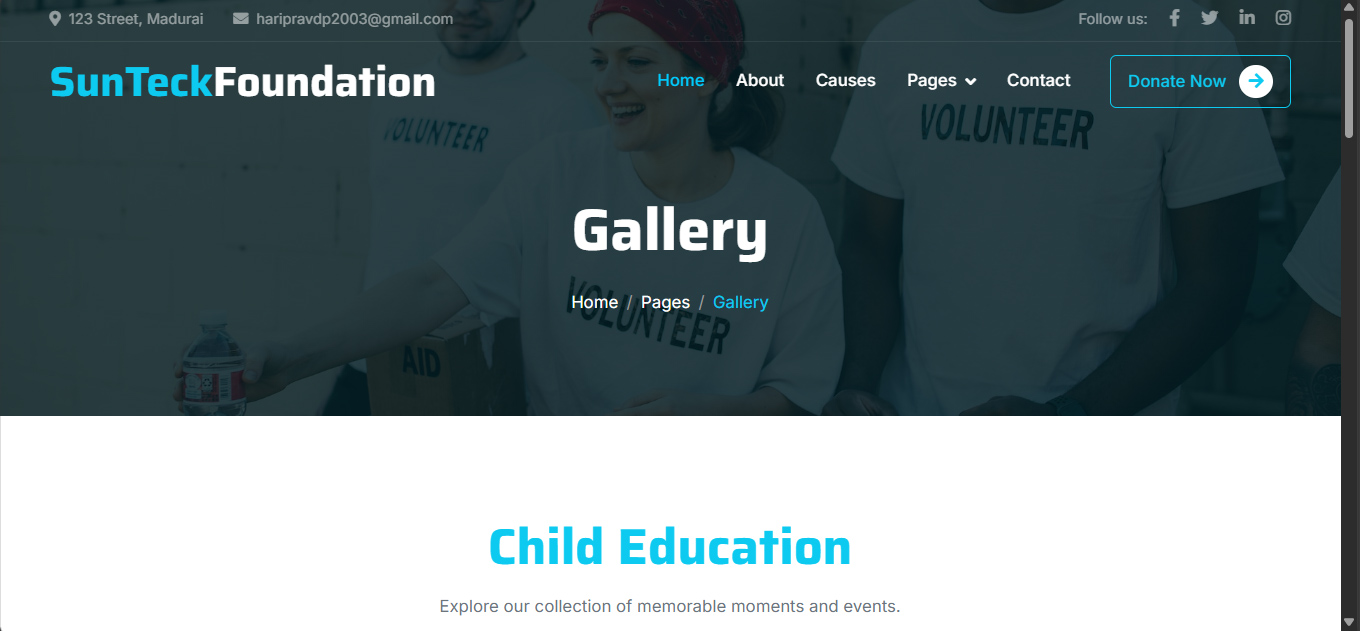 123 Street, Madurai haripravdp2003@gmail.com Follow us:
SunTeckFoundation Home About Causes Pages Contact Donate Now
VOLUNTEER
VOLUNTEER
Gallery
VOLUNTEER
Home / Pages / Gallery
AID
Child Education
Explore our collection of memorable moments and events.